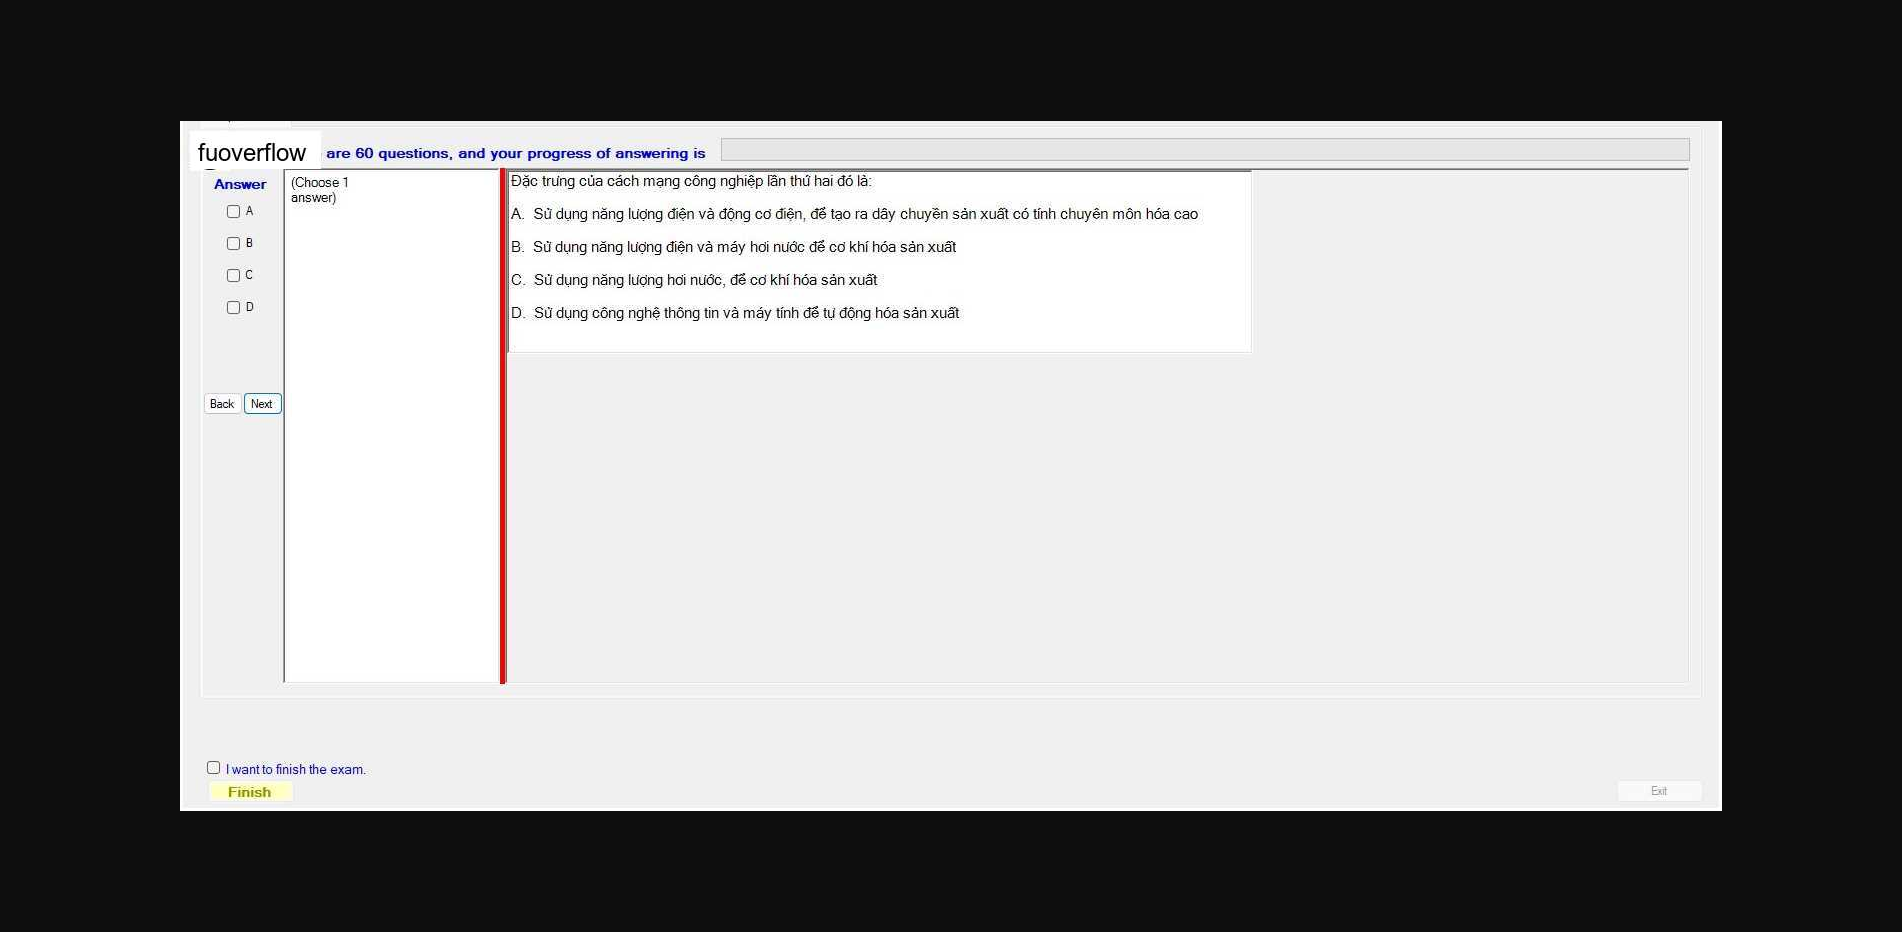 fuoverflow are 60 questions, and your progress of answering is
Answer
(Choose 1
answer)
A
B
C
D
Back Next
Đặc trưng của cách mạng công nghiệp lần thứ hai đó là:
A. Sử dụng năng lượng điện và động cơ điện, để tạo ra dây chuyền sản xuất có tính chuyên môn hóa cao
B. Sử dụng năng lượng điện và máy hơi nước để cơ khí hóa sản xuất
C. Sử dụng năng lượng hơi nước, để cơ khí hóa sản xuất
D. Sử dụng công nghệ thông tin và máy tính để tự động hóa sản xuất
I want to finish the exam.
Finish
Exit